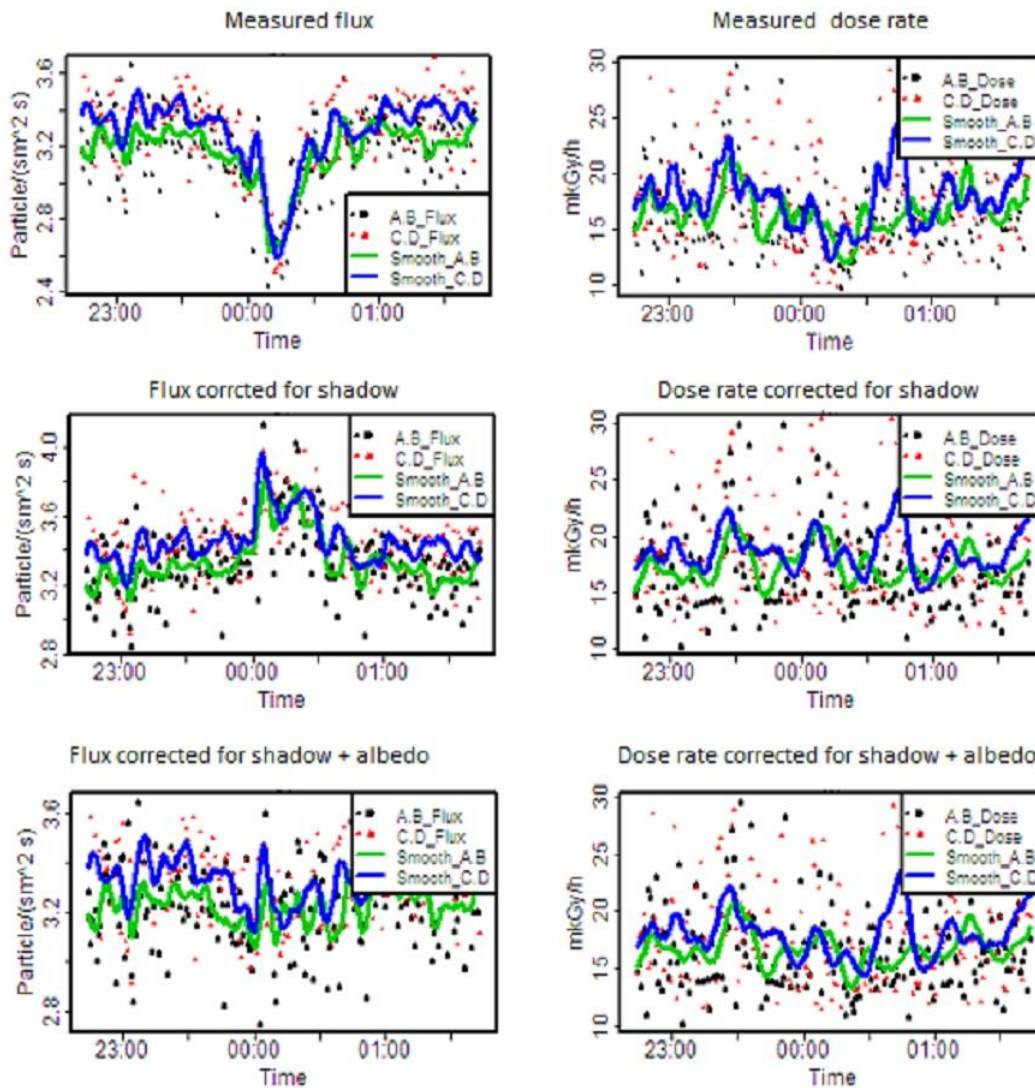 Measured flux
Particle/(sm^2 s)
3.6
3.2
2.8
2.4
A.B_Flux
C.D_Flux
Smooth_A.B
Smooth_C.D
23:00 00:00 01:00
Time
Measured dose rate
mkGy/h
30
25
20
15
10
A.B_Dose
C.D_Dose
Smooth_A.B
Smooth_C.D
23:00 00:00 01:00
Time
Flux corrcted for shadow
Particle/(sm^2 s)
4.0
3.6
3.2
2.8
A.B_Flux
C.D_Flux
Smooth_A.B
Smooth_C.D
23:00 00:00 01:00
Time
Dose rate corrected for shadow
mkGy/h
30
25
20
15
10
A.B_Dose
C.D_Dose
Smooth_A.B
Smooth_C.D
23:00 00:00 01:00
Time
Flux corrected for shadow + albedo
Particle/(sm^2 s)
3.6
3.2
2.8
A.B_Flux
C.D_Flux
Smooth_A.B
Smooth_C.D
23:00 00:00 01:00
Time
Dose rate corrected for shadow + albedo
mkGy/h
30
25
20
15
10
A.B_Dose
C.D_Dose
Smooth_A.B
Smooth_C.D
23:00 00:00 01:00
Time